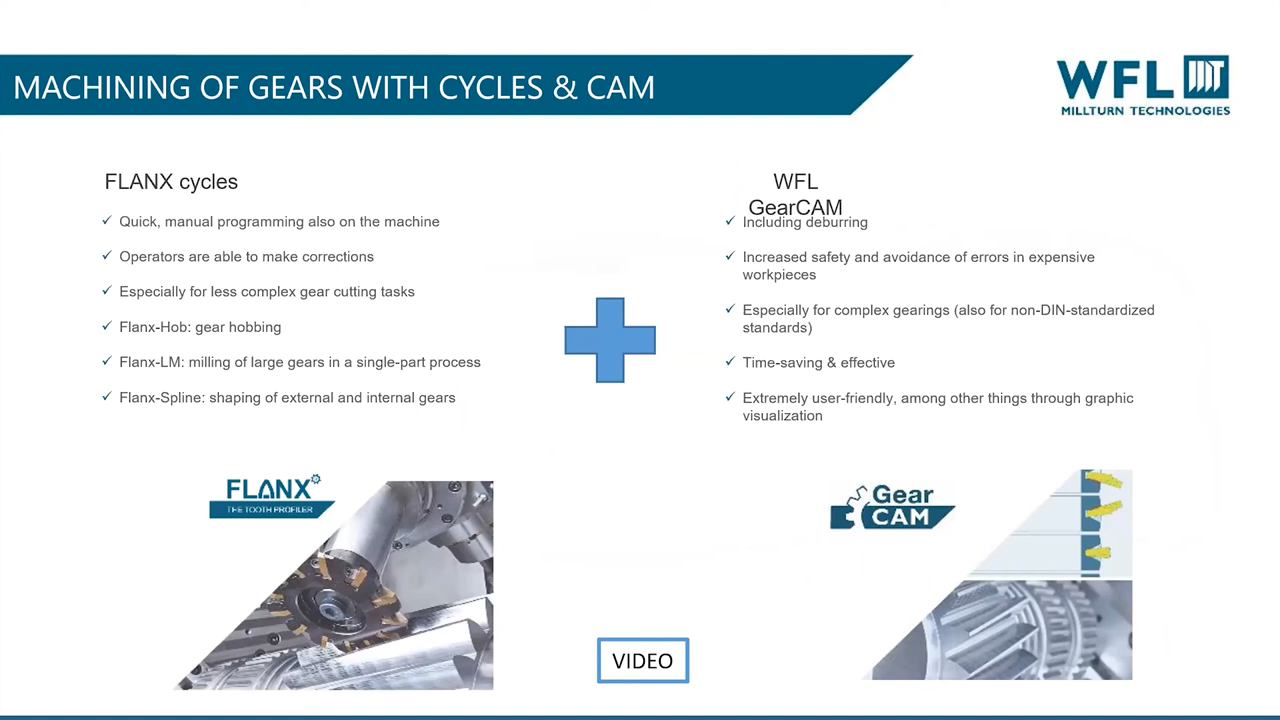 MACHINING OF GEARS WITH CYCLES & CAM
WFL
MILLTURN TECHNOLOGIES
FLANX cycles
Quick, manual programming also on the machine
Operators are able to make corrections
Especially for less complex gear cutting tasks
Flanx-Hob: gear hobbing
Flanx-LM: milling of large gears in a single-part process
Flanx-Spline: shaping of external and internal gears
WFL
GearCAM
Including deburring
Increased safety and avoidance of errors in expensive
workpieces
Especially for complex gearings (also for non-DIN-standardized
standards)
Time-saving & effective
Extremely user-friendly, among other things through graphic
visualization
FLANX
THE TOOTH PROFILER
Gear
CAM
VIDEO